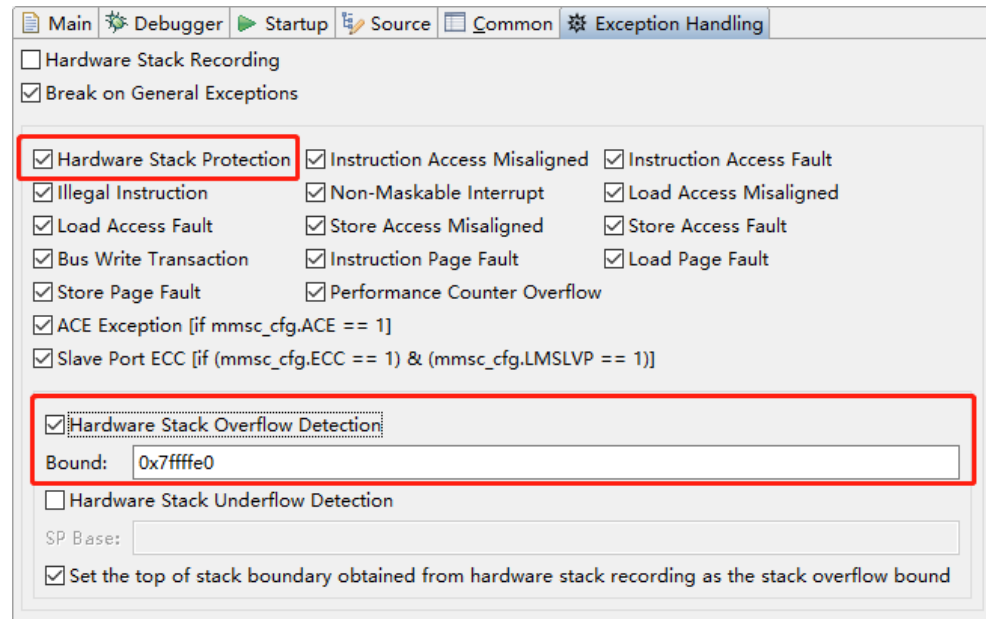 Main Debugger Startup Source Common Exception Handling
Hardware Stack Recording
Break on General Exceptions
Hardware Stack Protection Instruction Access Misaligned Instruction Access Fault
Illegal Instruction Non-Maskable Interrupt Load Access Misaligned
Load Access Fault Store Access Misaligned Store Access Fault
Bus Write Transaction Instruction Page Fault Load Page Fault
Store Page Fault Performance Counter Overflow
ACE Exception [if mmsc_cfg.ACE == 1]
Slave Port ECC [if (mmsc_cfg.ECC == 1) & (mmsc_cfg.LMSLVP == 1)]
Hardware Stack Overflow Detection
Bound: 0x7ffffe0
Hardware Stack Underflow Detection
SP Base:
Set the top of stack boundary obtained from hardware stack recording as the stack overflow bound